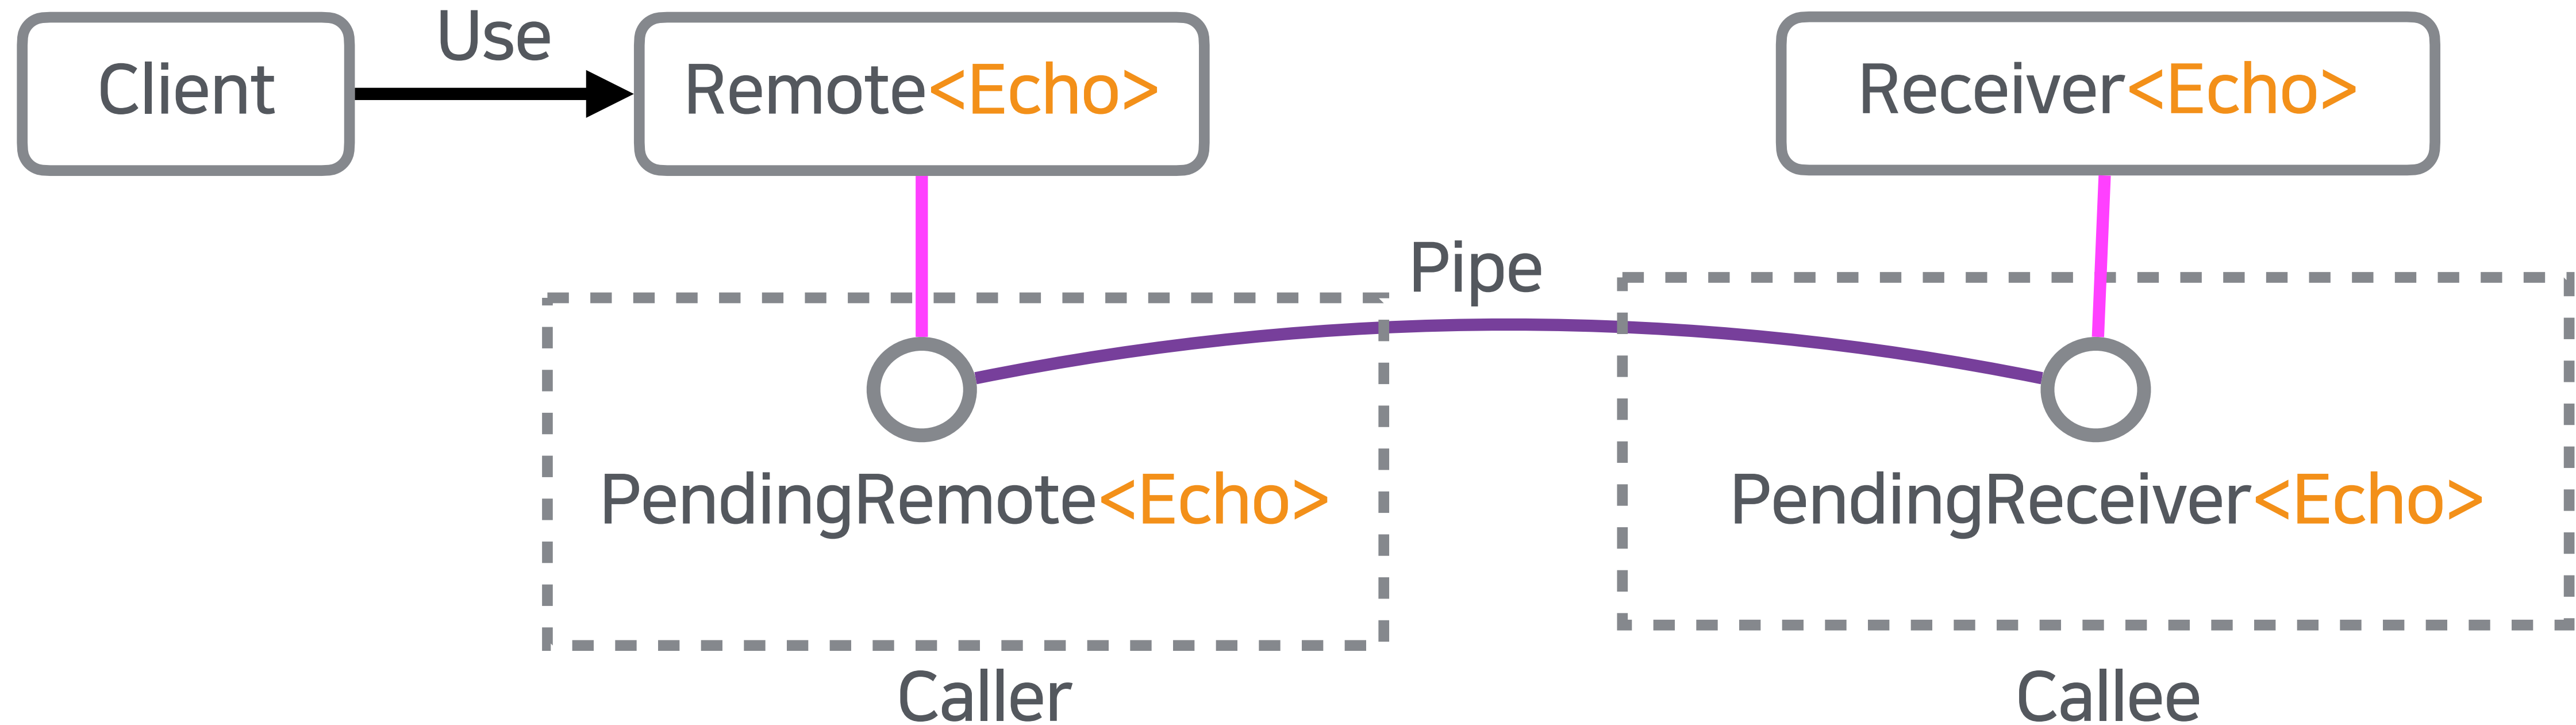 Use
Client
Remote<Echo>
Receiver<Echo>
Pipe
PendingRemote<Echo>
PendingReceiver<Echo>
Caller
Callee